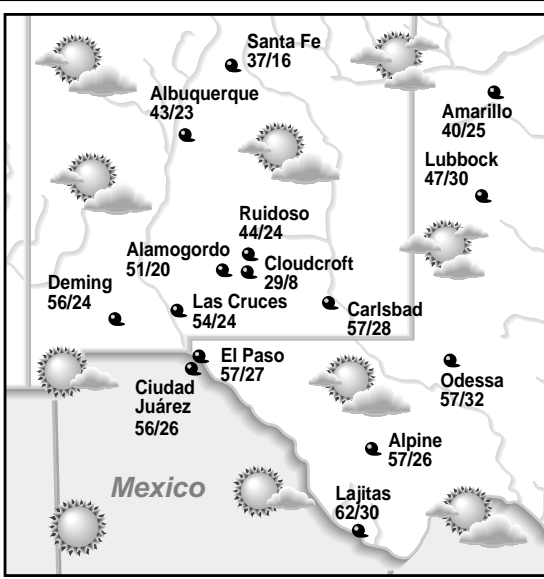 Santa Fe
37/16
Albuquerque
43/23
Amarillo
40/25
Lubbock
47/30
Ruidoso
44/24
Alamogordo
51/20
Cloudcroft
29/8
Deming
56/24
Las Cruces
54/24
Carlsbad
57/28
El Paso
57/27
Ciudad
Juárez
56/26
Odessa
57/32
Alpine
57/26
Mexico
Lajitas
62/30